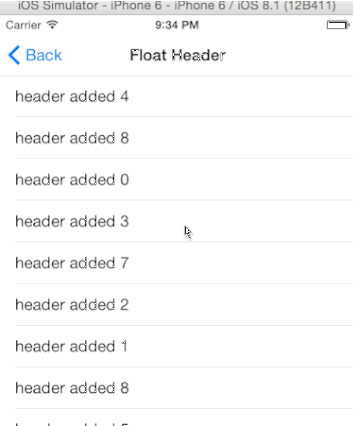 iOS Simulator - iPhone 6 - iPhone 6 / iOS 8.1 (12B411)
Carrier 9:34 PM
Back Float Header
header added 4
header added 8
header added 0
header added 3
header added 7
header added 2
header added 1
header added 8
header added